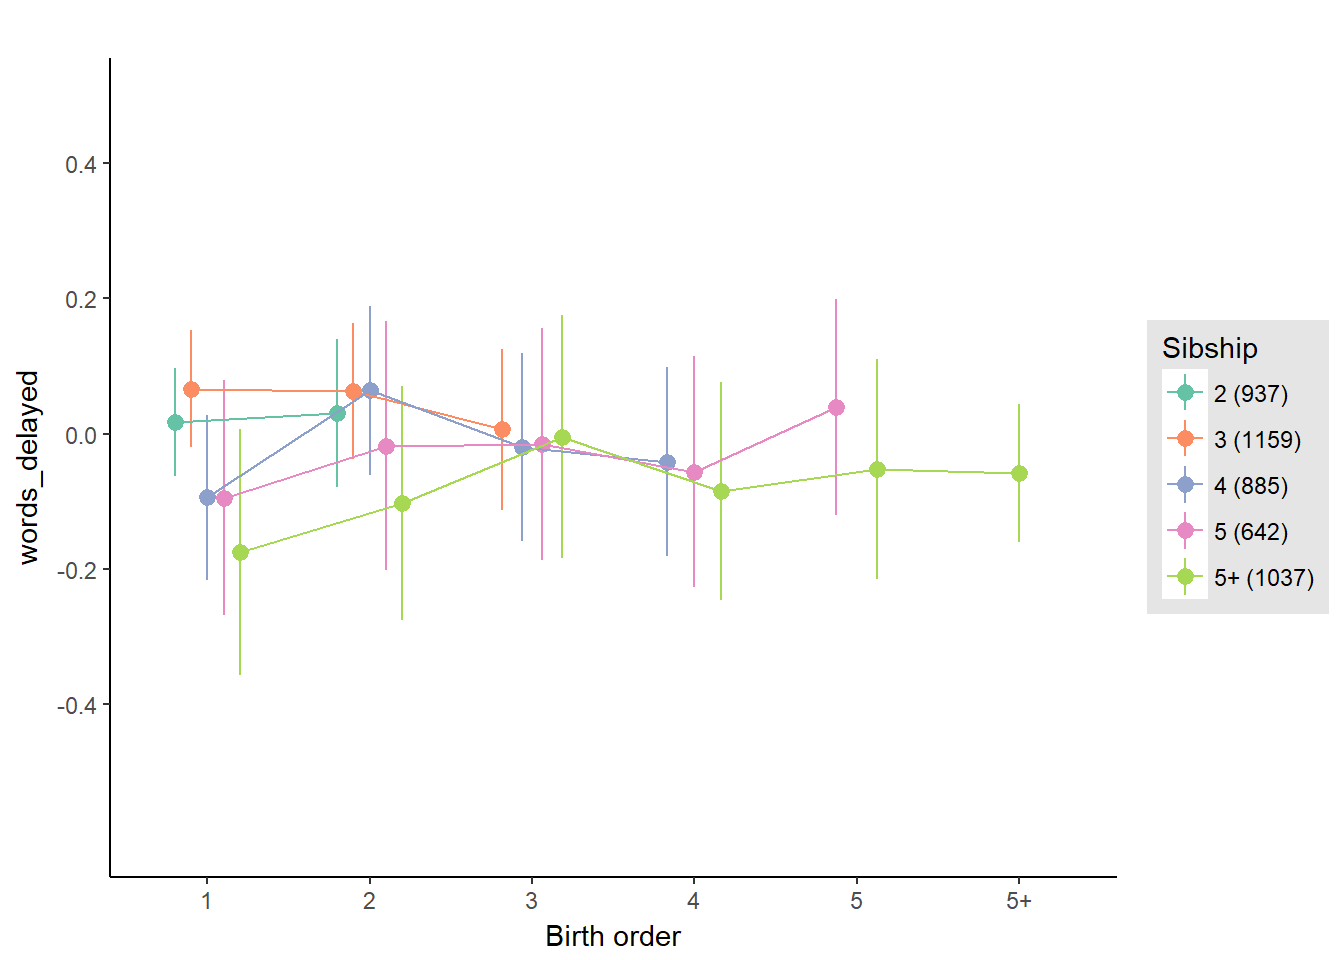 0.4
0.2
0.0
-0.2
-0.4
words_delayed
1 2 3 4 5 5+
Birth order
Sibship
2 (937)
3 (1159)
4 (885)
5 (642)
5+ (1037)